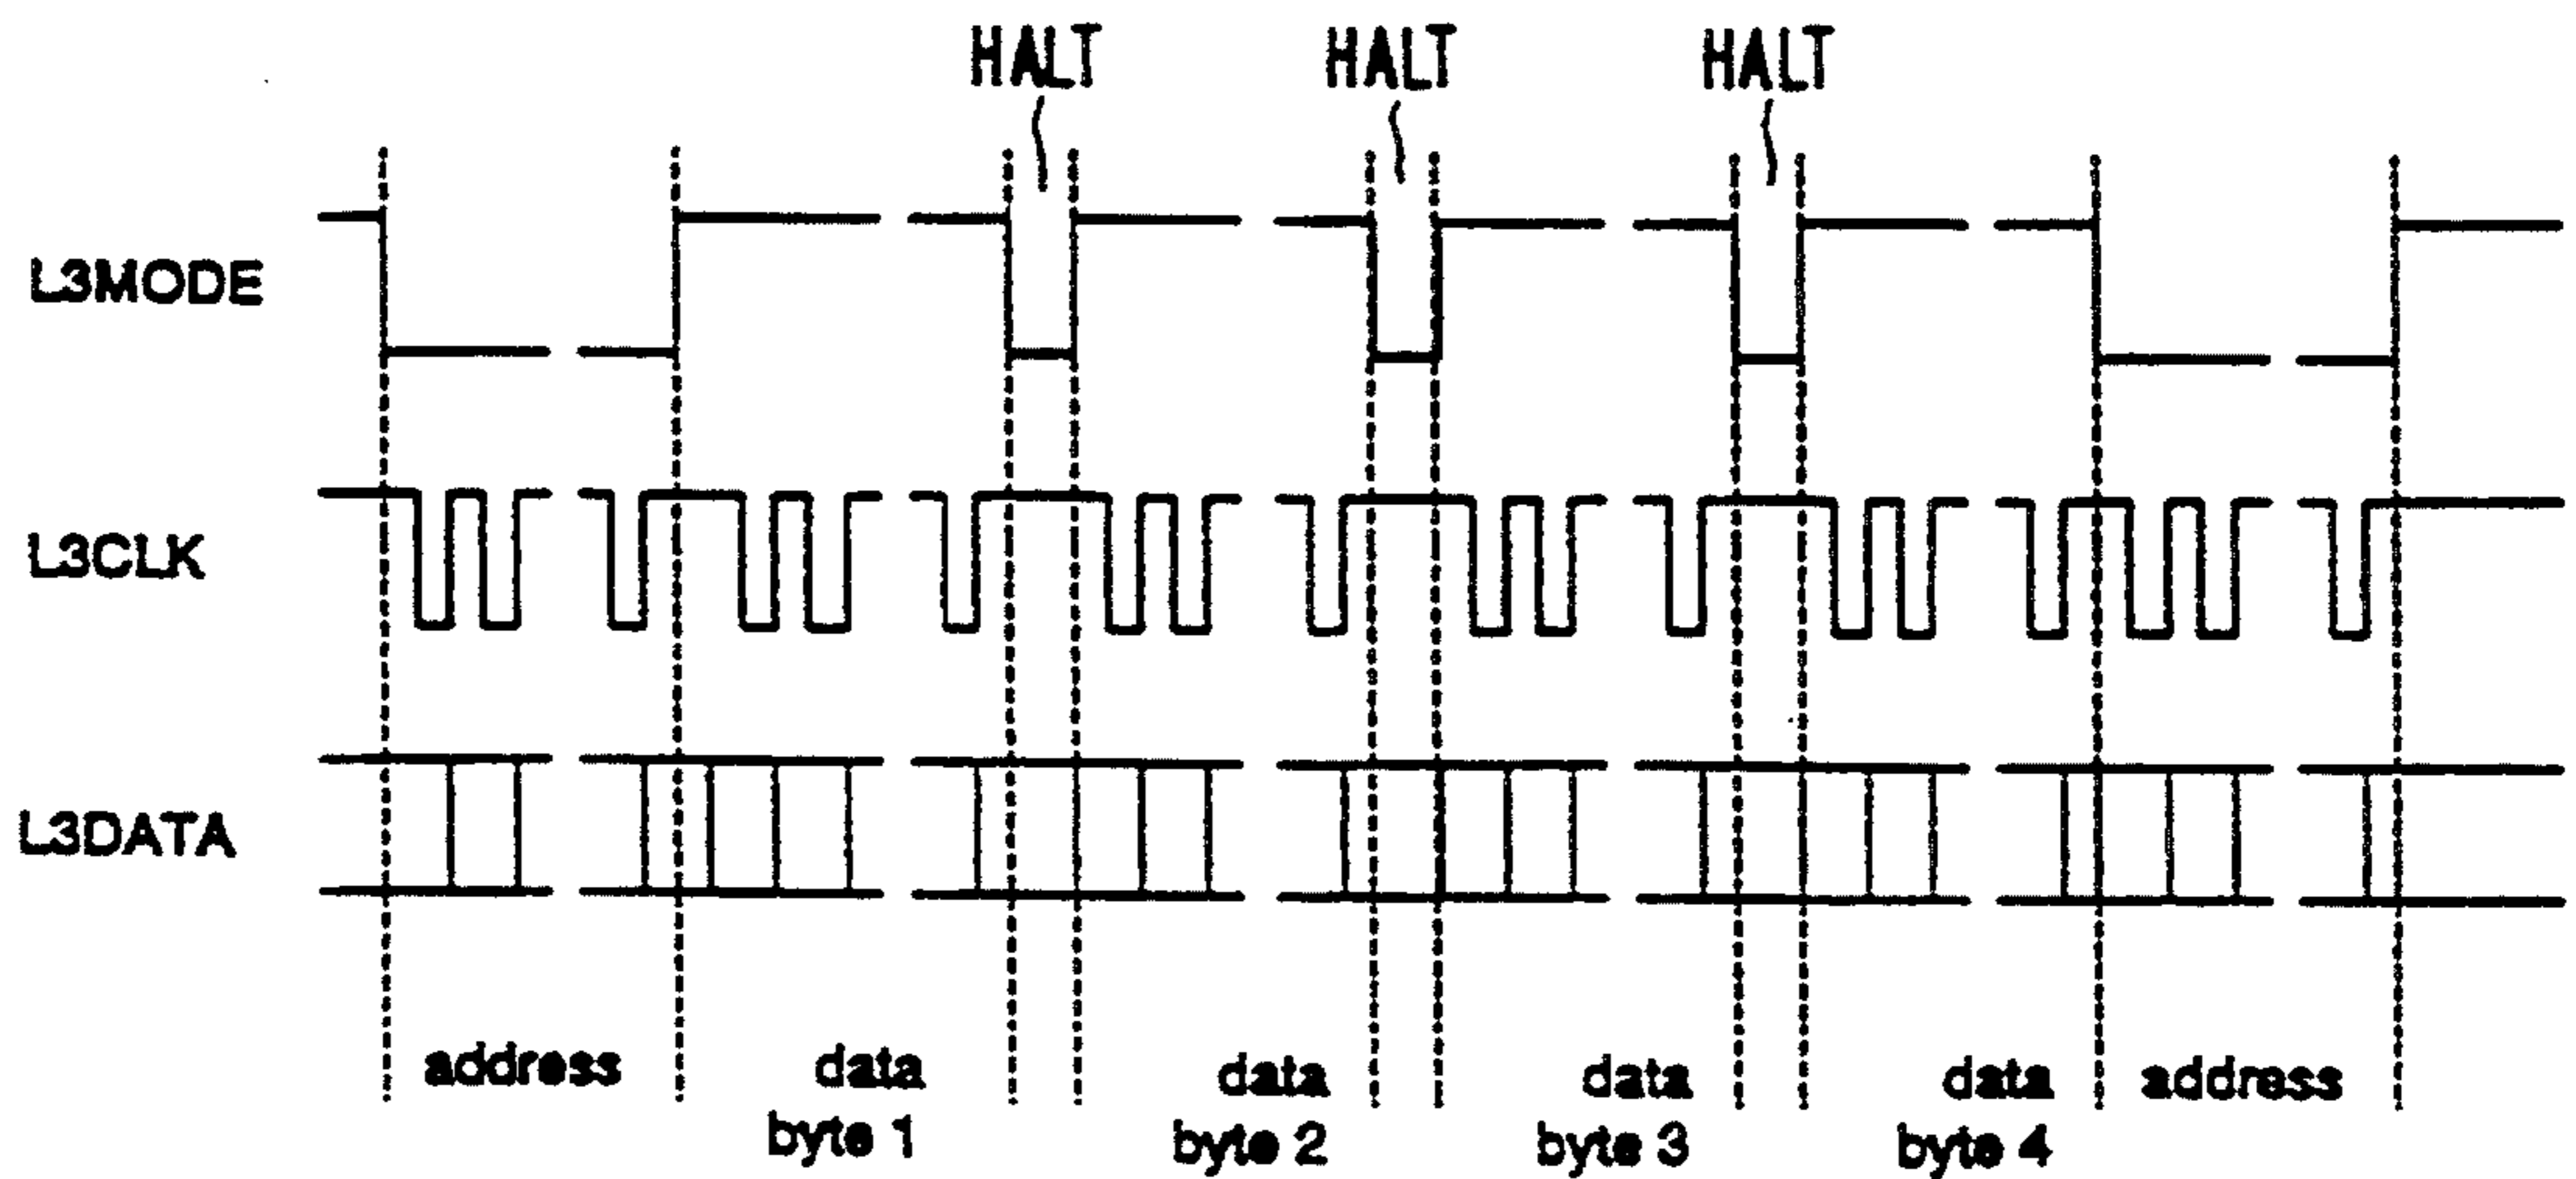 HALT HALT HALT
L3MODE
L3CLK
L3DATA
address data data data data address
byte 1 byte 2 byte 3 byte 4